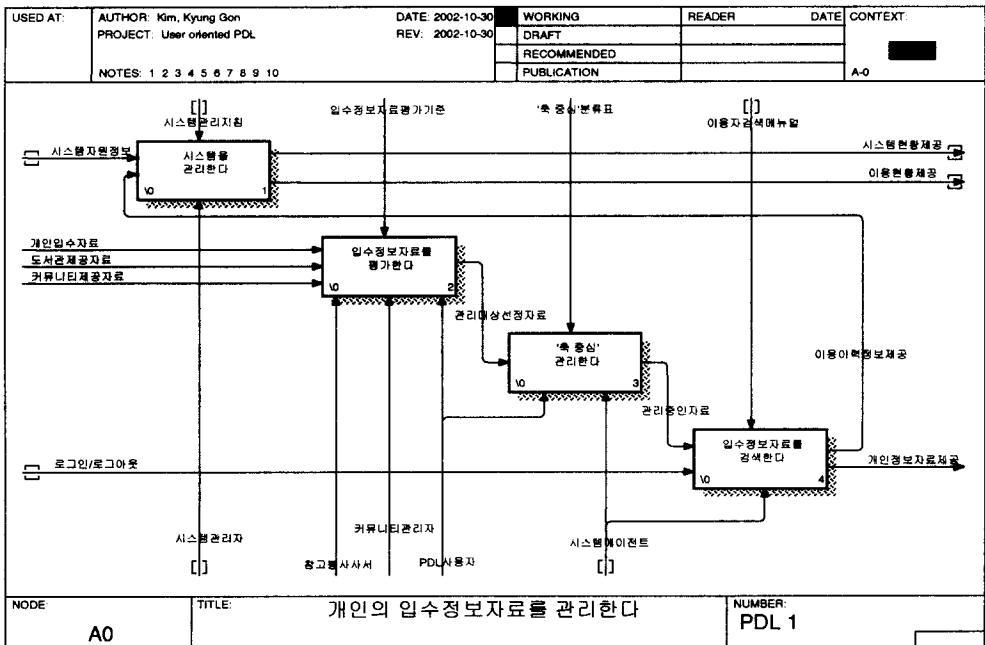 USED AT:
AUTHOR: Kim, Kyung Gon
DATE: 2002-10-30
WORKING
READER
DATE
CONTEXT:
PROJECT: User oriented PDL
REV: 2002-10-30
DRAFT
RECOMMENDED
NOTES: 1 2 3 4 5 6 7 8 9 10
PUBLICATION
A-0
시스템관리지침
입수정보자료평가기준
'축 중심'분류표
이용자검색메뉴얼
시스템자원정보
시스템을
관리한다
\0
1
시스템현황제공
이용현황제공
개인입수자료
도서관제공자료
커뮤니티제공자료
입수정보자료를
평가한다
\0
2
관리대상선정자료
'축 중심'
관리한다
\0
3
이용이력정보제공
관리중인자료
입수정보자료를
검색한다
\0
4
로그인/로그아웃
개인정보자료제공
시스템관리자
참고봉사사서
커뮤니티관리자
PDL사용자
시스템에이전트
NODE:
A0
TITLE:
개인의 입수정보자료를 관리한다
NUMBER:
PDL 1